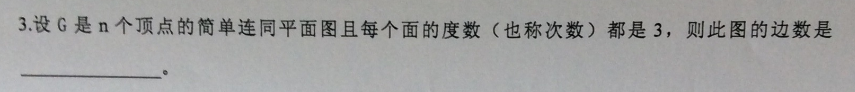 3.设 G 是 n 个顶点的简单连同平面图且每个面的度数（也称次数）都是 3，则此图的边数是
____________。